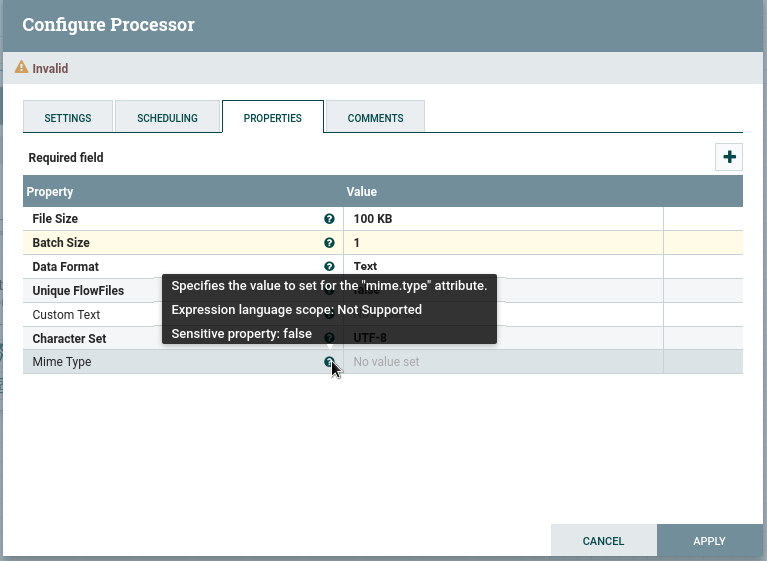 Configure Processor
Invalid
SETTINGS SCHEDULING PROPERTIES COMMENTS
Required field
Property Value
File Size 100 KB
Batch Size 1
Data Format Text
Specifies the value to set for the "mime.type" attribute.
Unique FlowFiles false
Expression language scope: Not Supported
Custom Text
Sensitive property: false
Character Set UTF-8
Mime Type No value set
CANCEL APPLY